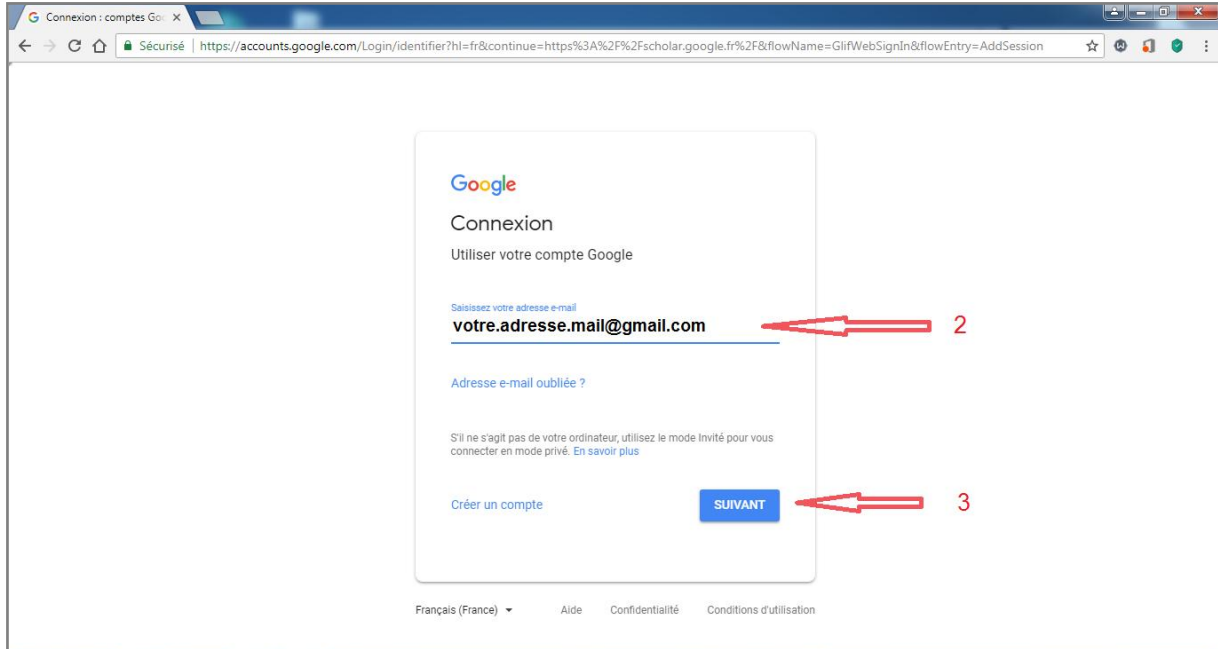 Connexion : comptes Goo
Sécurisé | https://accounts.google.com/Login/identifier?hl=fr&continue=https%3A%2F%2Fscholar.google.fr%2F&flowName=GlifWebSignIn&flowEntry=AddSession
Google
Connexion
Utiliser votre compte Google
Saisissez votre adresse e-mail
votre.adresse.mail@gmail.com 2
Adresse e-mail oubliée ?
S'il ne s'agit pas de votre ordinateur, utilisez le mode Invité pour vous
connecter en mode privé. En savoir plus
Créer un compte SUIVANT 3
Français (France) Aide Confidentialité Conditions d'utilisation